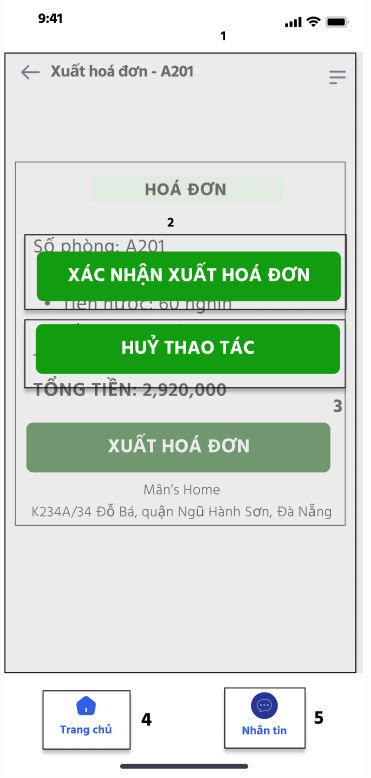 9:41
1
Xuất hoá đơn - A201
HOÁ ĐƠN
2
Số phòng: A201
XÁC NHẬN XUẤT HOÁ ĐƠN
Tiền nước: 60 nghìn
HUỶ THAO TÁC
TỔNG TIỀN: 2,920,000
3
XUẤT HOÁ ĐƠN
Mân's Home
K234A/34 Đỗ Bá, quận Ngũ Hành Sơn, Đà Nẵng
4
5
Trang chủ
Nhắn tin